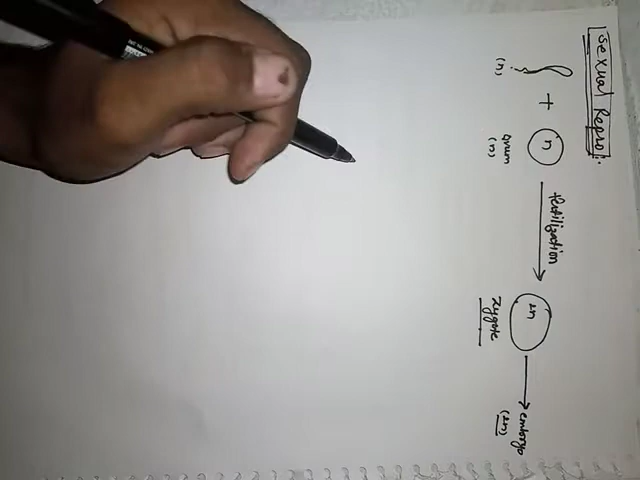 Sexual Repro.
fertilization
+ n → 2n → embryo
(n) Ovum Zygote (2n)
(n)